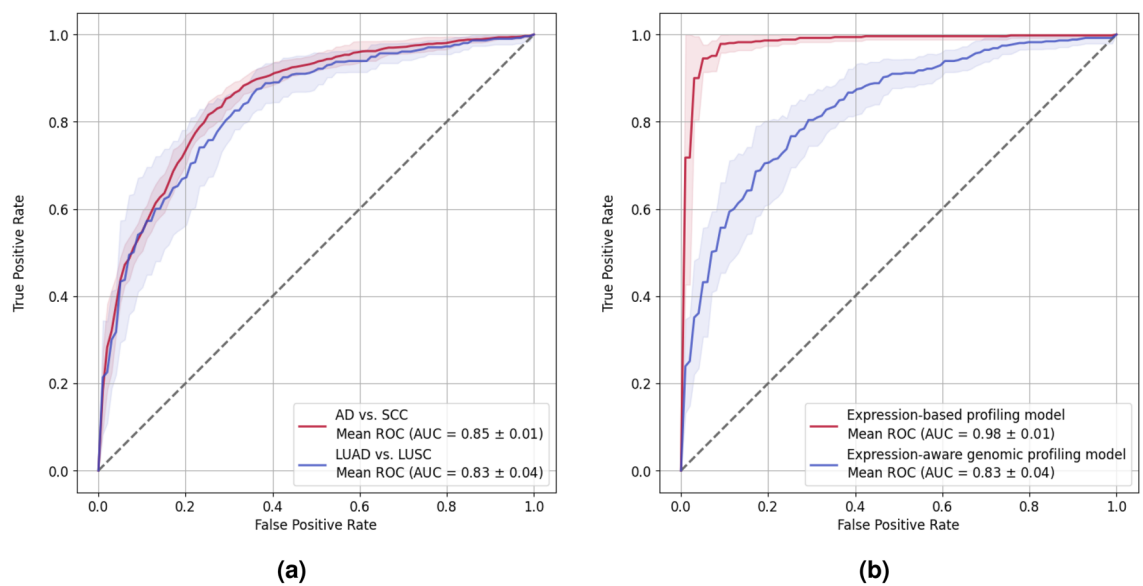 1.0
0.8
0.6
0.4
0.2
0.0
True Positive Rate
0.0 0.2 0.4 0.6 0.8 1.0
False Positive Rate
AD vs. SCC
Mean ROC (AUC = 0.85 ± 0.01)
LUAD vs. LUSC
Mean ROC (AUC = 0.83 ± 0.04)
(a)
1.0
0.8
0.6
0.4
0.2
0.0
True Positive Rate
0.0 0.2 0.4 0.6 0.8 1.0
False Positive Rate
Expression-based profiling model
Mean ROC (AUC = 0.98 ± 0.01)
Expression-aware genomic profiling model
Mean ROC (AUC = 0.83 ± 0.04)
(b)